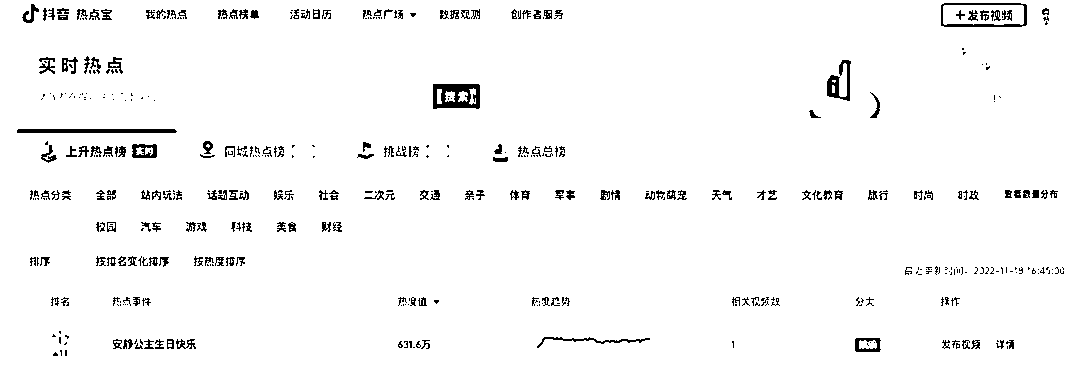 抖音 热点宝 我的热点 热点榜单 活动日历 热点广场 数据观测 创作者服务 +发布视频
实时热点
搜索
上升热点榜 实时 同城热点榜 挑战榜 热点总榜
热点分类 全部 站内玩法 话题互动 娱乐 社会 二次元 交通 亲子 体育 军事 剧情 动物萌宠 天气 才艺 文化教育 旅行 时尚 时政 查看数量分布
校园 汽车 游戏 科技 美食 财经
排序 按排名变化排序 按热度排序
最近更新时间：2022-11-19 16:45:00
排名 热点事件 热度值 热度趋势 相关视频数 分类 操作
安静公主生日快乐 631.6万 1 发布视频 详情